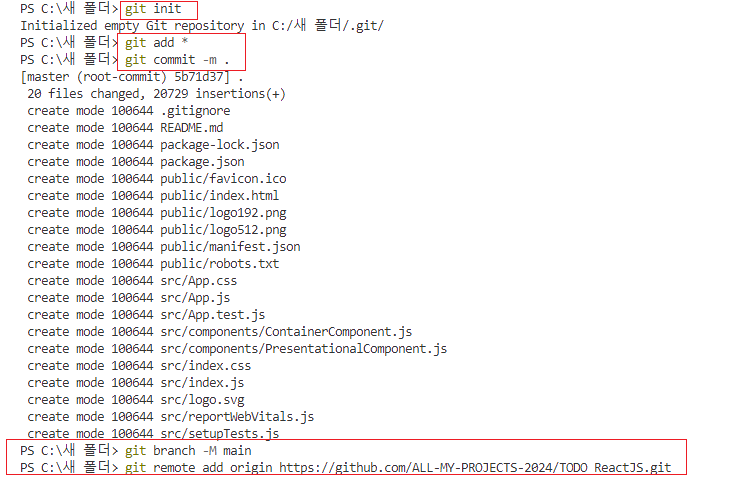 PS C:\새 폴더> git init
Initialized empty Git repository in C:/새 폴더/.git/
PS C:\새 폴더> git add *
PS C:\새 폴더> git commit -m .
[master (root-commit) 5b71d37] .
 20 files changed, 20729 insertions(+)
 create mode 100644 .gitignore
 create mode 100644 README.md
 create mode 100644 package-lock.json
 create mode 100644 package.json
 create mode 100644 public/favicon.ico
 create mode 100644 public/index.html
 create mode 100644 public/logo192.png
 create mode 100644 public/logo512.png
 create mode 100644 public/manifest.json
 create mode 100644 public/robots.txt
 create mode 100644 src/App.css
 create mode 100644 src/App.js
 create mode 100644 src/App.test.js
 create mode 100644 src/components/ContainerComponent.js
 create mode 100644 src/components/PresentationalComponent.js
 create mode 100644 src/index.css
 create mode 100644 src/index.js
 create mode 100644 src/logo.svg
 create mode 100644 src/reportWebVitals.js
 create mode 100644 src/setupTests.js
PS C:\새 폴더> git branch -M main
PS C:\새 폴더> git remote add origin https://github.com/ALL-MY-PROJECTS-2024/TODO_ReactJS.git